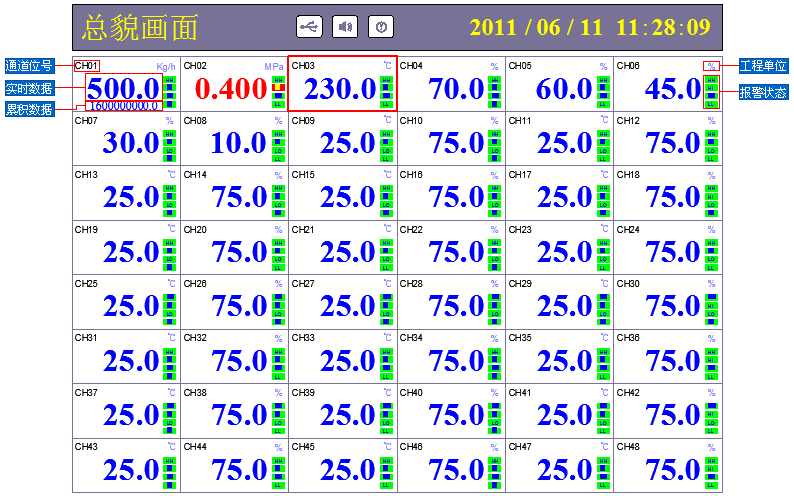 总貌画面 2011/06/11 11:28:09
通道位号 CH01 Kg/h CH02 MPa CH03 ℃ CH04 % CH05 % CH06 % 工程单位
实时数据 500.0 0.400 230.0 70.0 60.0 45.0 报警状态
累积数据 1600000000.0
CH07 % CH08 % CH09 ℃ CH10 % CH11 ℃ CH12 %
30.0 10.0 25.0 75.0 25.0 75.0
CH13 ℃ CH14 % CH15 ℃ CH16 % CH17 ℃ CH18 %
25.0 75.0 25.0 75.0 25.0 75.0
CH19 ℃ CH20 % CH21 ℃ CH22 % CH23 ℃ CH24 %
25.0 75.0 25.0 75.0 25.0 75.0
CH25 ℃ CH26 % CH27 ℃ CH28 % CH29 ℃ CH30 %
25.0 75.0 25.0 75.0 25.0 75.0
CH31 ℃ CH32 % CH33 ℃ CH34 % CH35 ℃ CH36 %
25.0 75.0 25.0 75.0 25.0 75.0
CH37 ℃ CH38 % CH39 ℃ CH40 % CH41 ℃ CH42 %
25.0 75.0 25.0 75.0 25.0 75.0
CH43 ℃ CH44 % CH45 ℃ CH46 % CH47 ℃ CH48 %
25.0 75.0 25.0 75.0 25.0 75.0